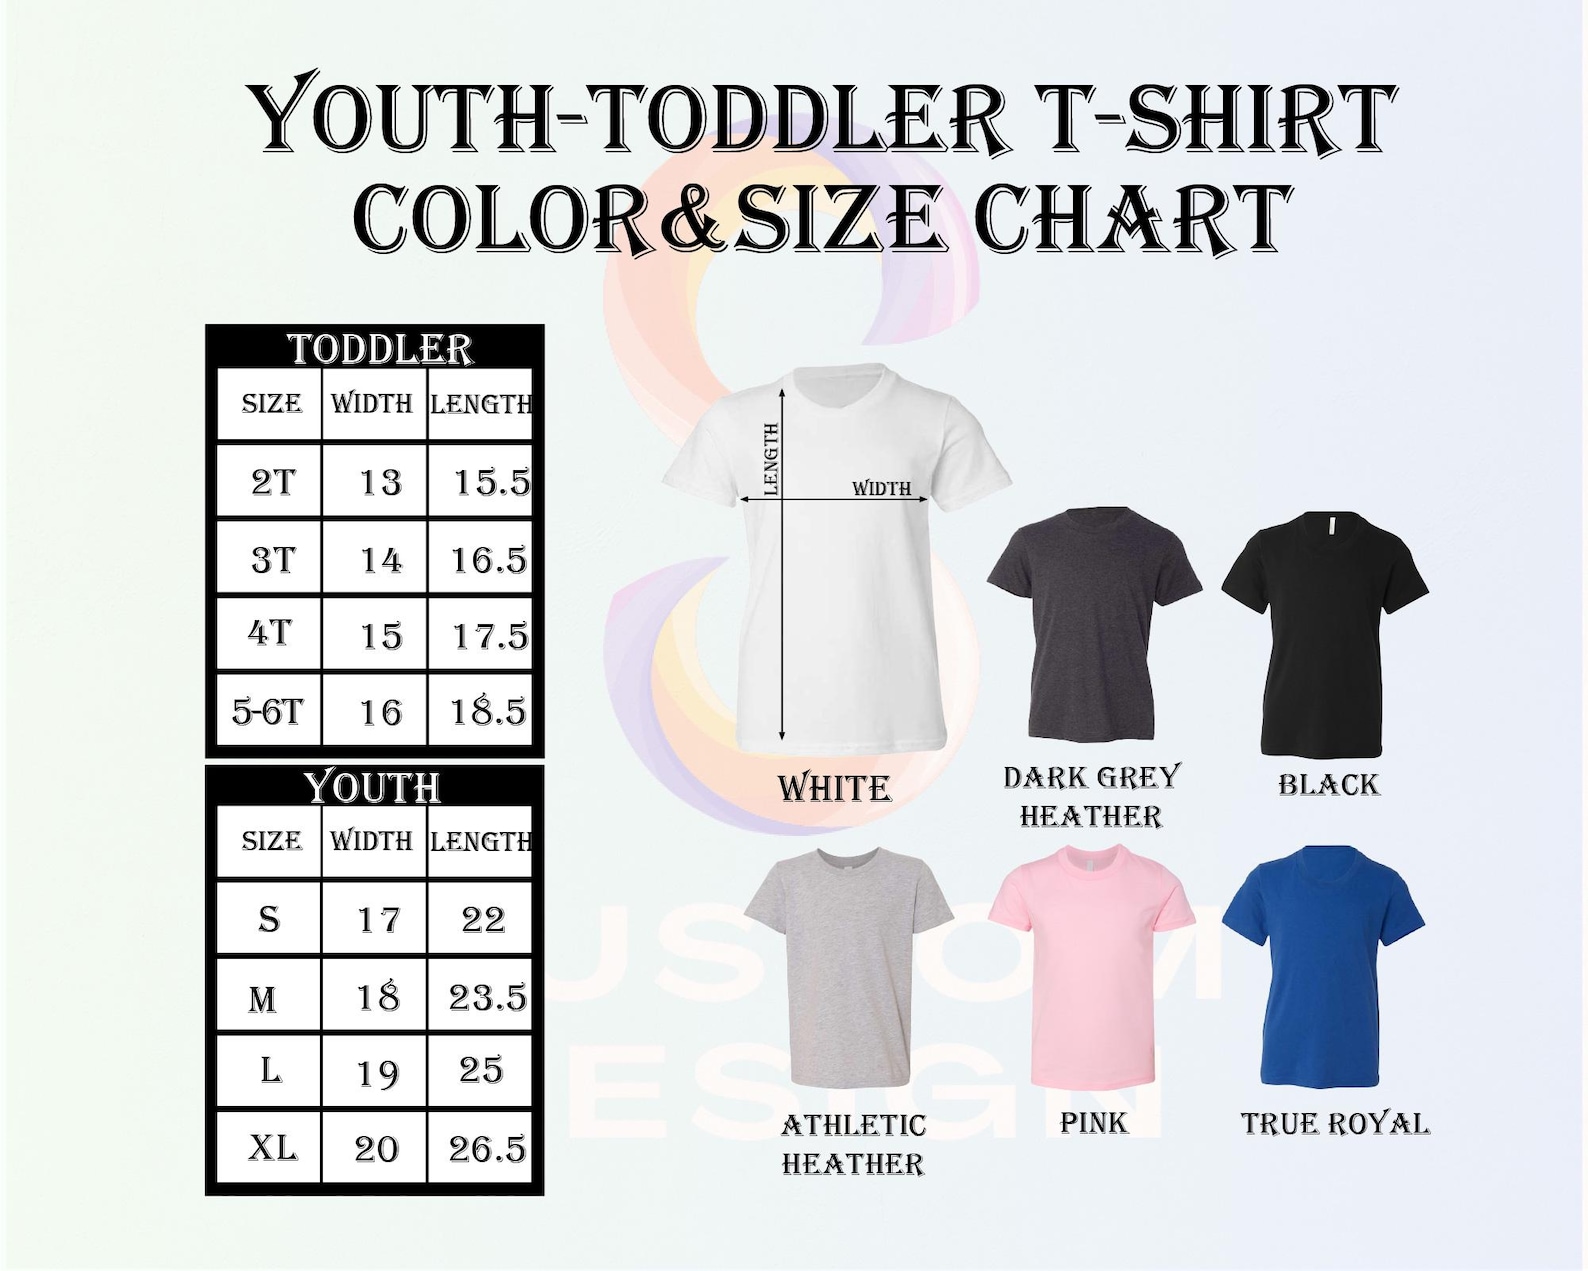 YOUTH-TODDLER T-SHIRT
COLOR&SIZE CHART
TODDLER
SIZE WIDTH LENGTH
2T 13 15.5
3T 14 16.5
4T 15 17.5
5-6T 16 18.5
YOUTH
SIZE WIDTH LENGTH
S 17 22
M 18 23.5
L 19 25
XL 20 26.5
LENGTH
WIDTH
WHITE
DARK GREY
HEATHER
BLACK
ATHLETIC
HEATHER
PINK
TRUE ROYAL